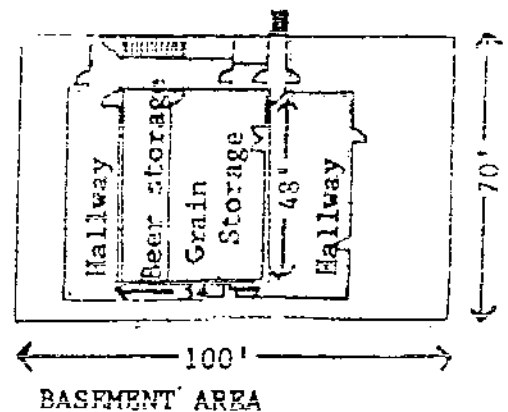 Hallway
Beer storage
Grain
Storage
48'
Hallway
70'
34
100'
BASEMENT AREA